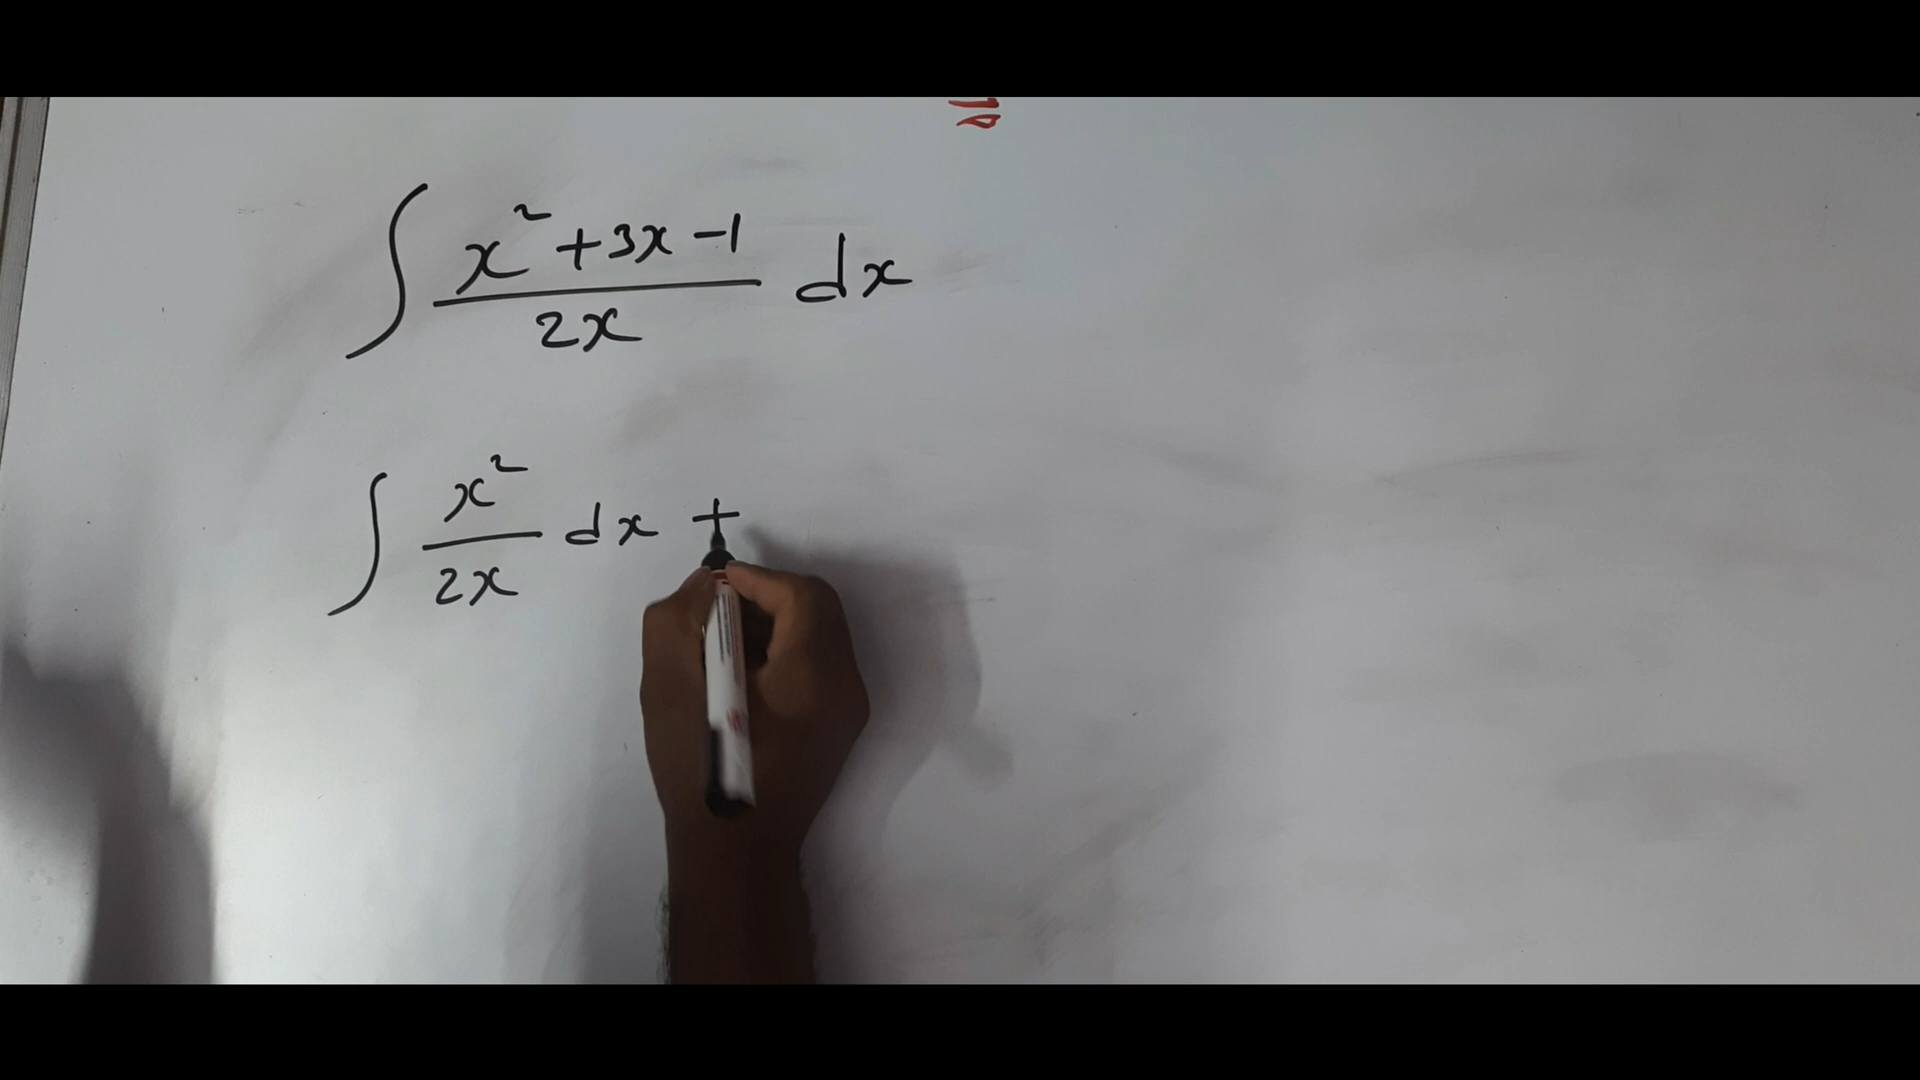 ∫ x²+3x-1 / 2x dx
∫ x² / 2x dx +